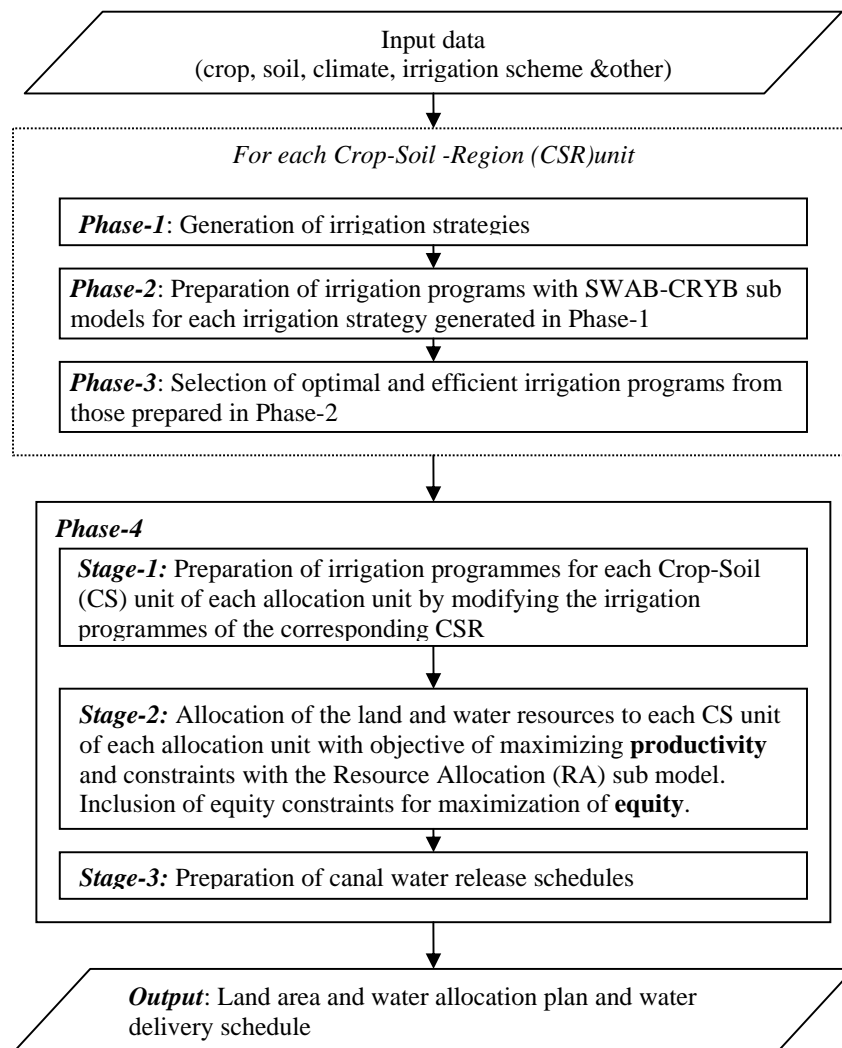 Input data
(crop, soil, climate, irrigation scheme &other)
For each Crop-Soil -Region (CSR)unit
Phase-1: Generation of irrigation strategies
Phase-2: Preparation of irrigation programs with SWAB-CRYB sub
models for each irrigation strategy generated in Phase-1
Phase-3: Selection of optimal and efficient irrigation programs from
those prepared in Phase-2
Phase-4
Stage-1: Preparation of irrigation programmes for each Crop-Soil
(CS) unit of each allocation unit by modifying the irrigation
programmes of the corresponding CSR
Stage-2: Allocation of the land and water resources to each CS unit
of each allocation unit with objective of maximizing productivity
and constraints with the Resource Allocation (RA) sub model.
Inclusion of equity constraints for maximization of equity.
Stage-3: Preparation of canal water release schedules
Output: Land area and water allocation plan and water
delivery schedule